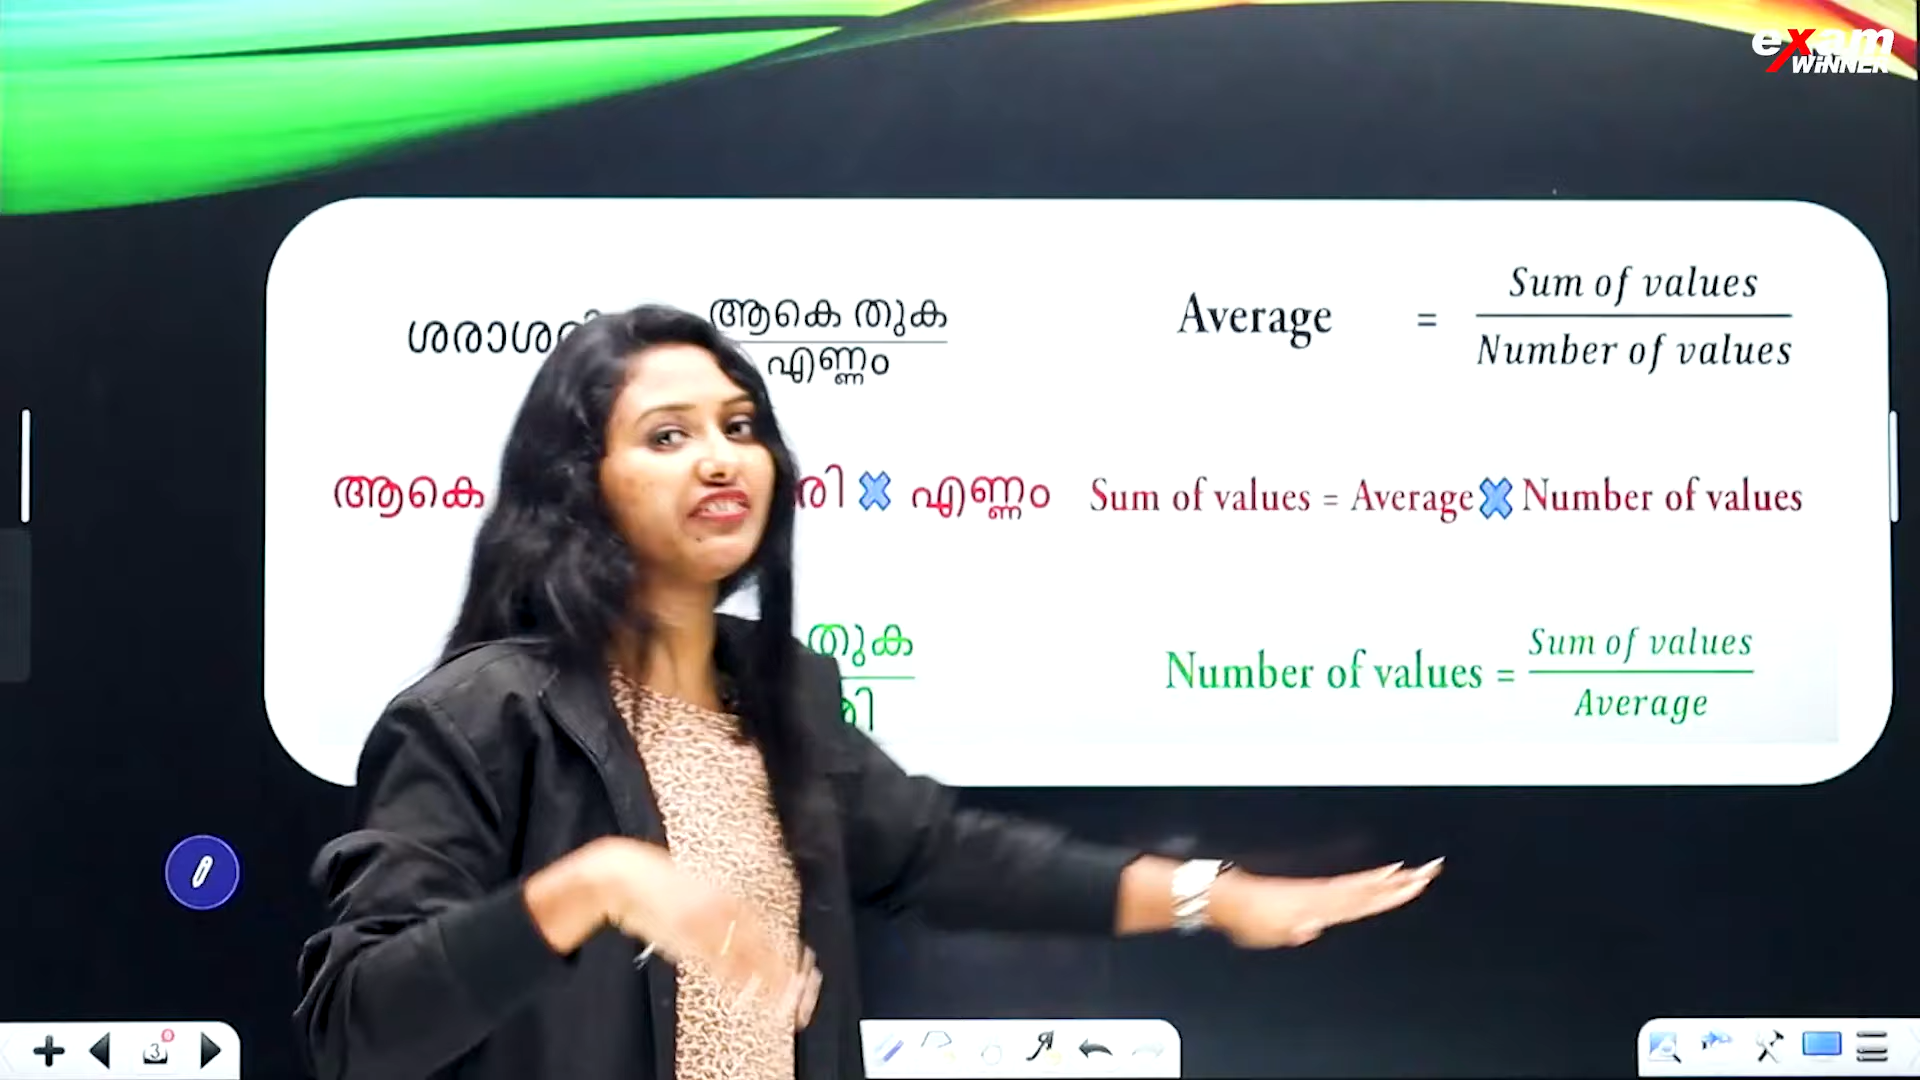 exam
WINNER
ആകെ തുക
എണ്ണം
Average = Sum of values
Number of values
ആകെ
എണ്ണം
Sum of values = Average ✖ Number of values
തുക
Number of values = Sum of values
Average
3